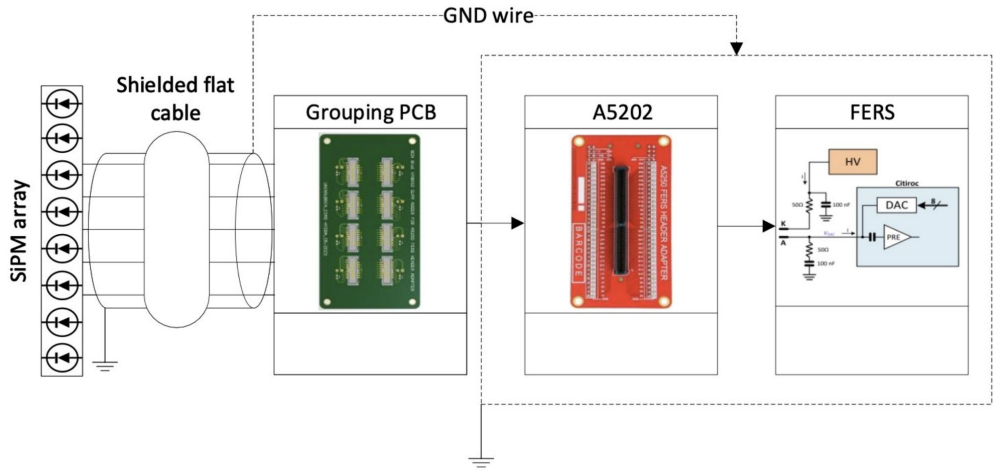 GND wire
Shielded flat
cable
Grouping PCB
A5202
FERS
SiPM array
A5250 FERS HEADER ADAPTER
BARCODE
HV
Citiroc
50Ω
100 nF
DAC
8
K
A
PRE
50Ω
100 nF